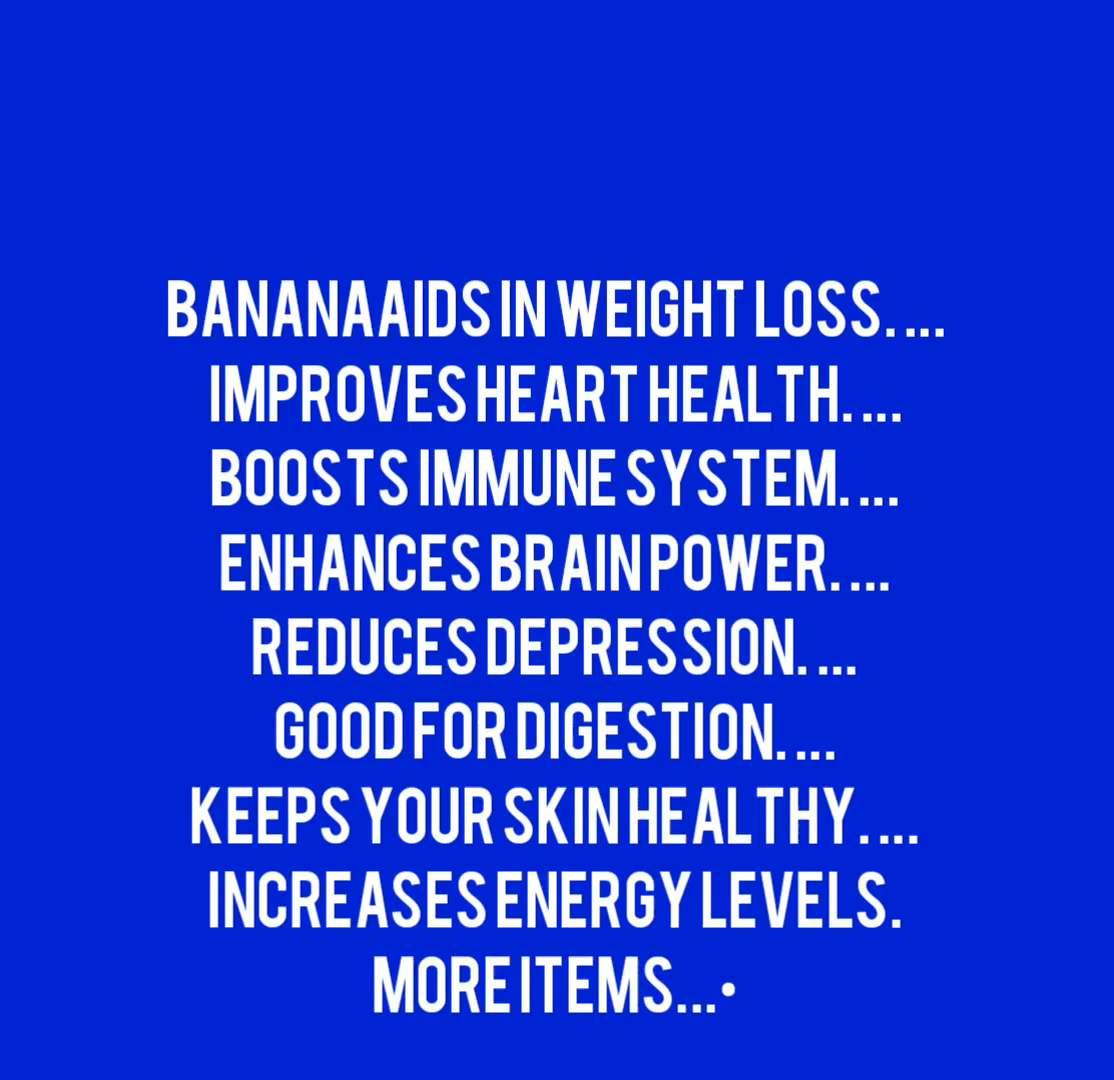 BANANA AIDS IN WEIGHT LOSS. ...
IMPROVES HEART HEALTH. ...
BOOSTS IMMUNE SYSTEM. ...
ENHANCES BRAIN POWER. ...
REDUCES DEPRESSION. ...
GOOD FOR DIGESTION. ...
KEEPS YOUR SKIN HEALTHY. ...
INCREASES ENERGY LEVELS.
MORE ITEMS...•